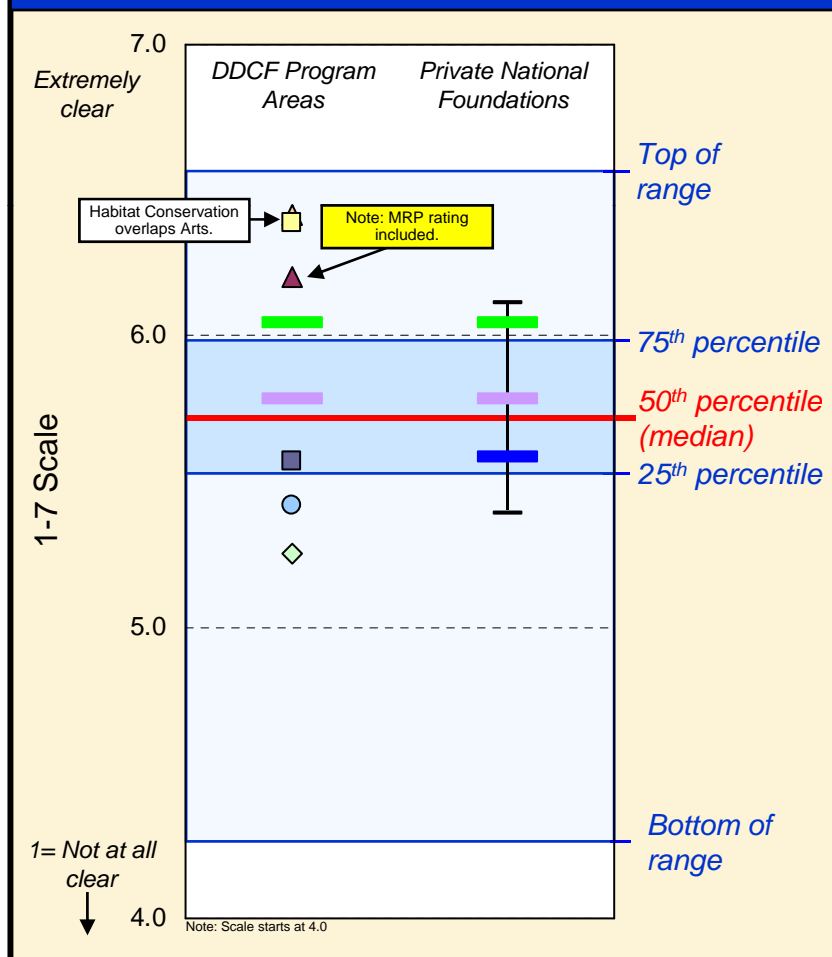 7.0
Extremely
clear
DDCF Program
Areas
Private National
Foundations
Top of
range
Habitat Conservation
overlaps Arts.
Note: MRP rating
included.
6.0
75th percentile
50th percentile
(median)
25th percentile
1-7 Scale
5.0
Bottom of
range
1= Not at all
clear
4.0
Note: Scale starts at 4.0